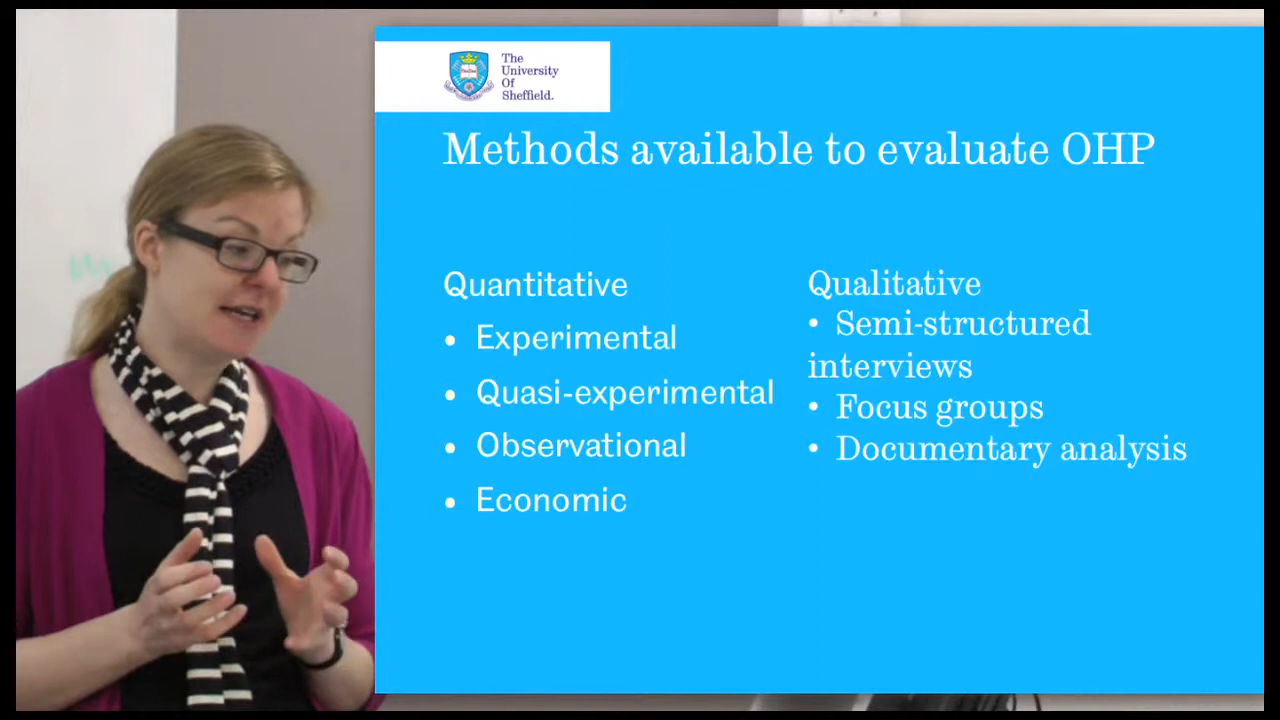 The
University
Of
Sheffield.
Methods available to evaluate OHP
Quantitative
• Experimental
• Quasi-experimental
• Observational
• Economic
Qualitative
• Semi-structured
interviews
• Focus groups
• Documentary analysis